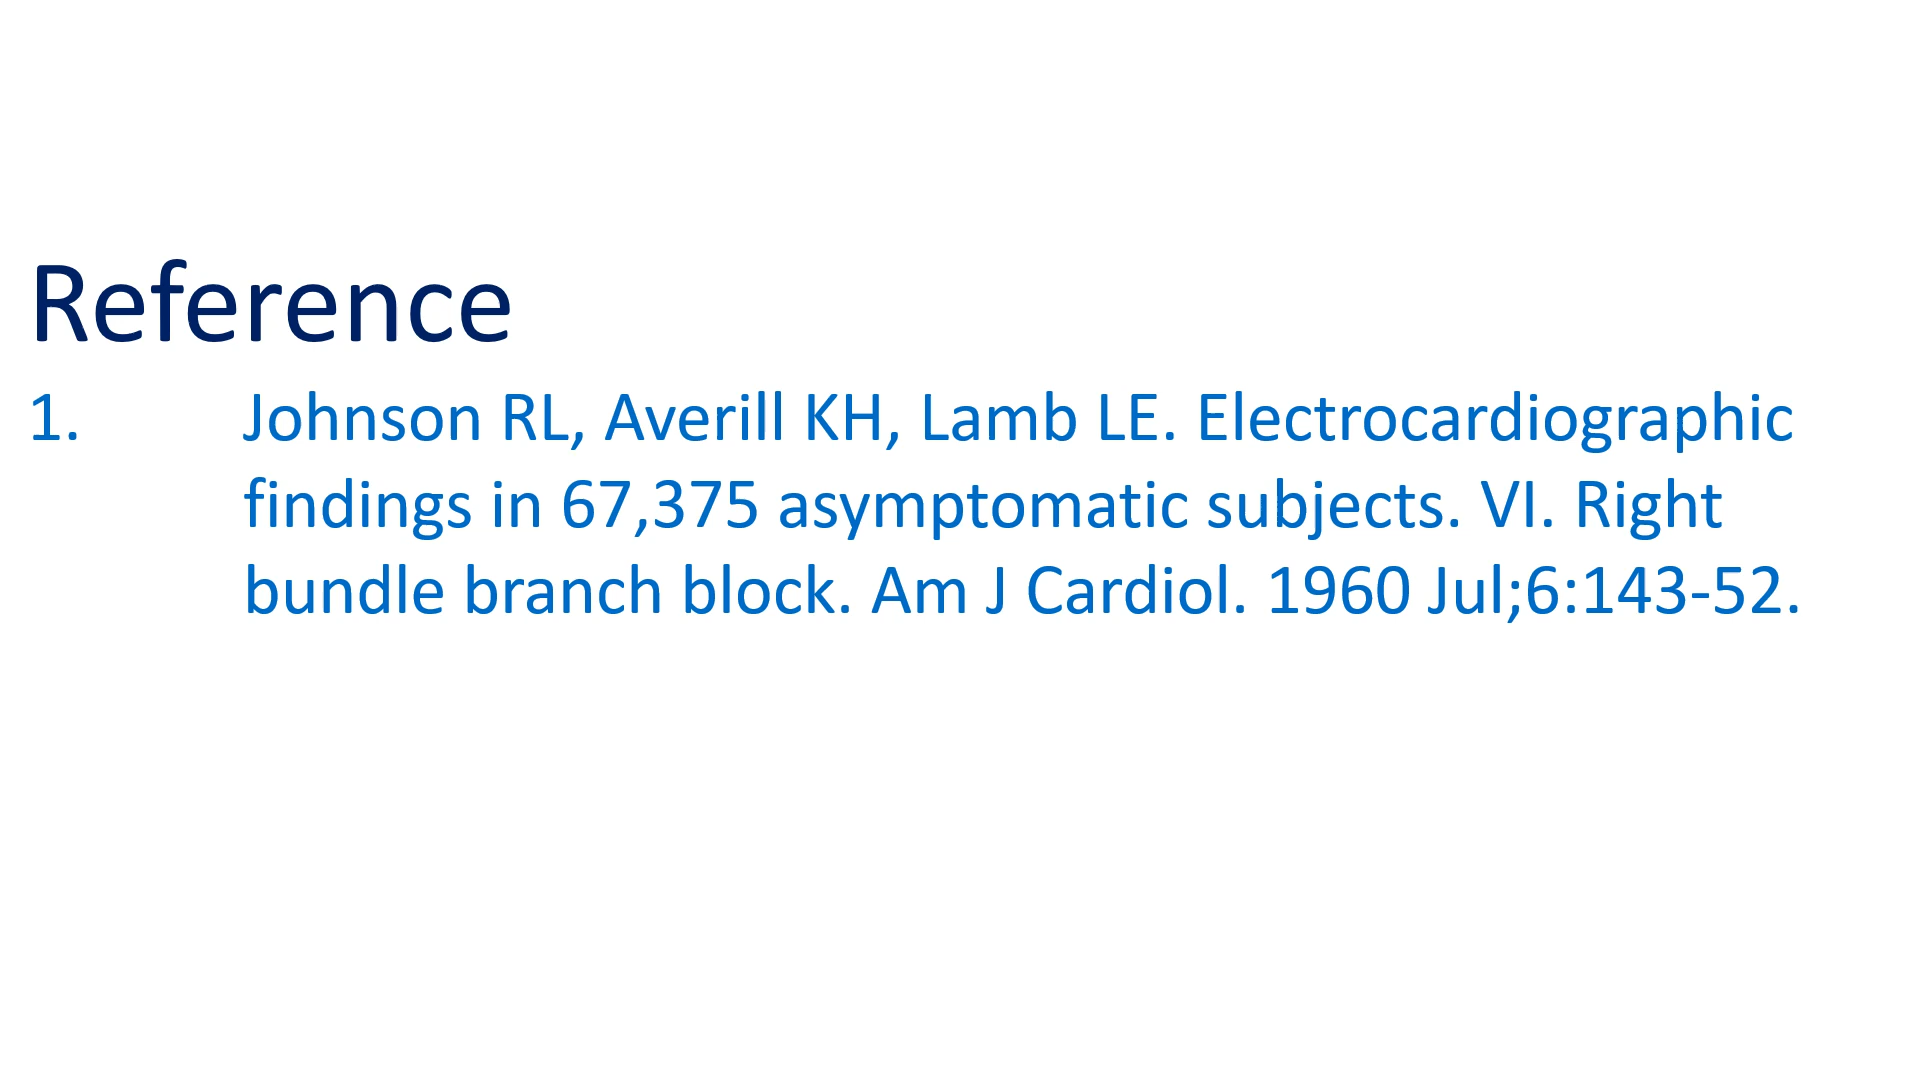 Reference
1. Johnson RL, Averill KH, Lamb LE. Electrocardiographic
findings in 67,375 asymptomatic subjects. VI. Right
bundle branch block. Am J Cardiol. 1960 Jul;6:143-52.